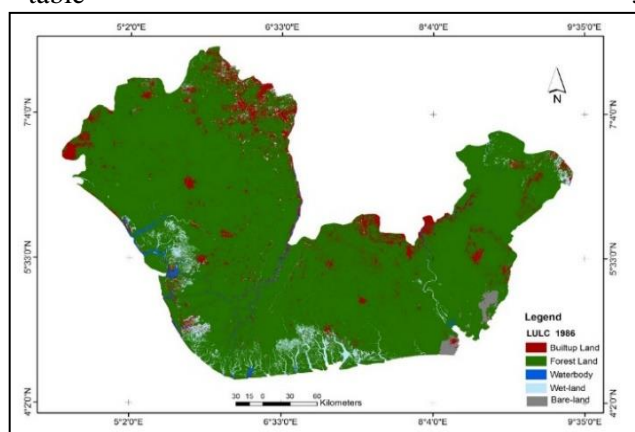 table
5°2'0"E 6°33'0"E 8°4'0"E 9°35'0"E
7°4'0"N 7°4'0"N
N
5°33'0"N 5°33'0"N
Legend
LULC 1986
Builtup Land
Forest Land
Waterbody
Wet-land
Bare-land
4°2'0"N 4°2'0"N
30 15 0 30 60
Kilometers
5°2'0"E 6°33'0"E 8°4'0"E 9°35'0"E